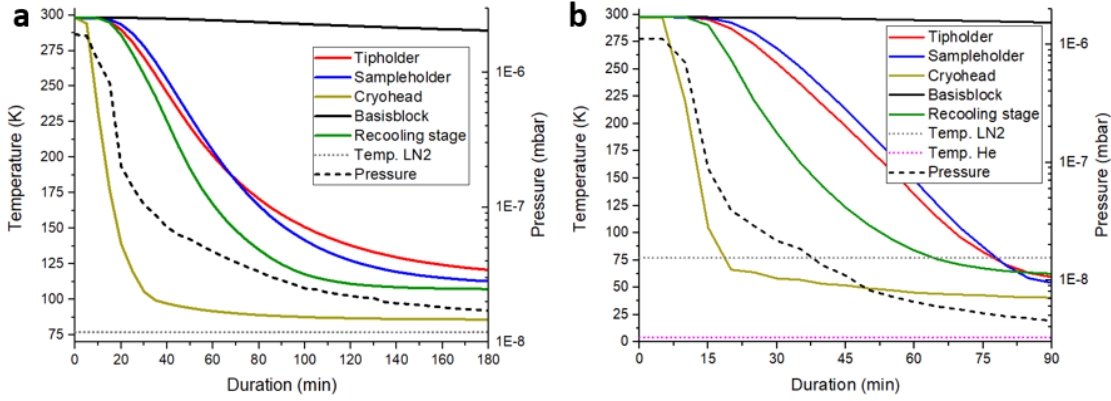 a
300
275
250
225
200
175
150
125
100
75
Temperature (K)
0
20
40
60
80
100
120
140
160
180
Duration (min)
1E-6
1E-7
1E-8
Pressure (mbar)
Tipholder
Sampleholder
Cryohead
Basisblock
Recooling stage
Temp. LN2
Pressure
b
300
275
250
225
200
175
150
125
100
75
50
25
0
Temperature (K)
0
15
30
45
60
75
90
Duration (min)
1E-6
1E-7
1E-8
Pressure (mbar)
Tipholder
Sampleholder
Cryohead
Basisblock
Recooling stage
Temp. LN2
Temp. He
Pressure